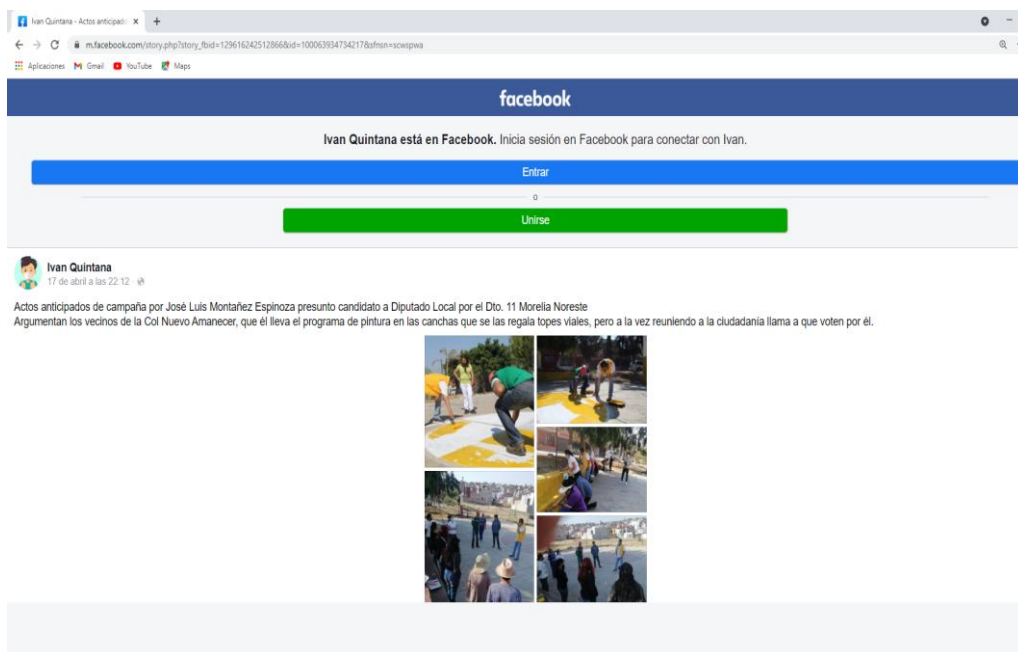 Ivan Quintana - Actos anticipado
m.facebook.com/story.php?story_fbid=129616242512866&id=100063934734217&sfnsn=scwspwa
Aplicaciones Gmail YouTube Maps
facebook
Ivan Quintana está en Facebook. Inicia sesión en Facebook para conectar con Ivan.
Entrar
o
Unirse
Ivan Quintana
17 de abril a las 22:12 ·
Actos anticipados de campaña por José Luis Montañez Espinoza presunto candidato a Diputado Local por el Dto. 11 Morelia Noreste
Argumentan los vecinos de la Col Nuevo Amanecer, que él lleva el programa de pintura en las canchas que se las regala topes viales, pero a la vez reuniendo a la ciudadanía llama a que voten por él.